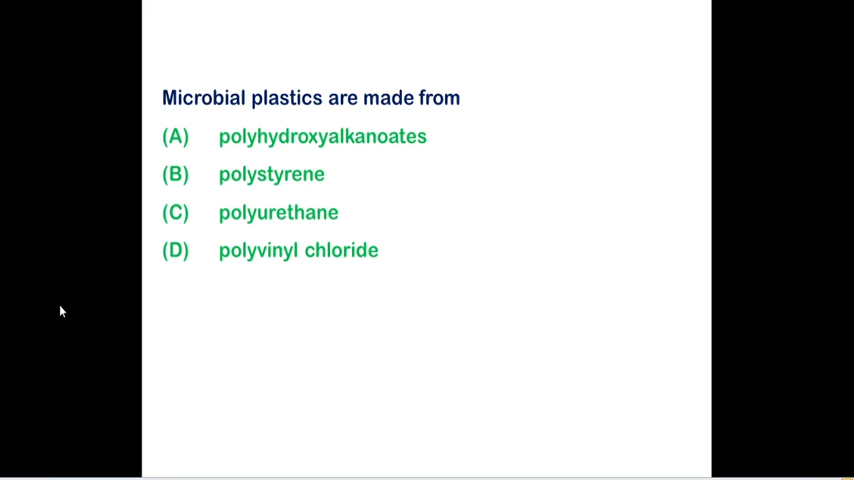 Microbial plastics are made from
(A) polyhydroxyalkanoates
(B) polystyrene
(C) polyurethane
(D) polyvinyl chloride